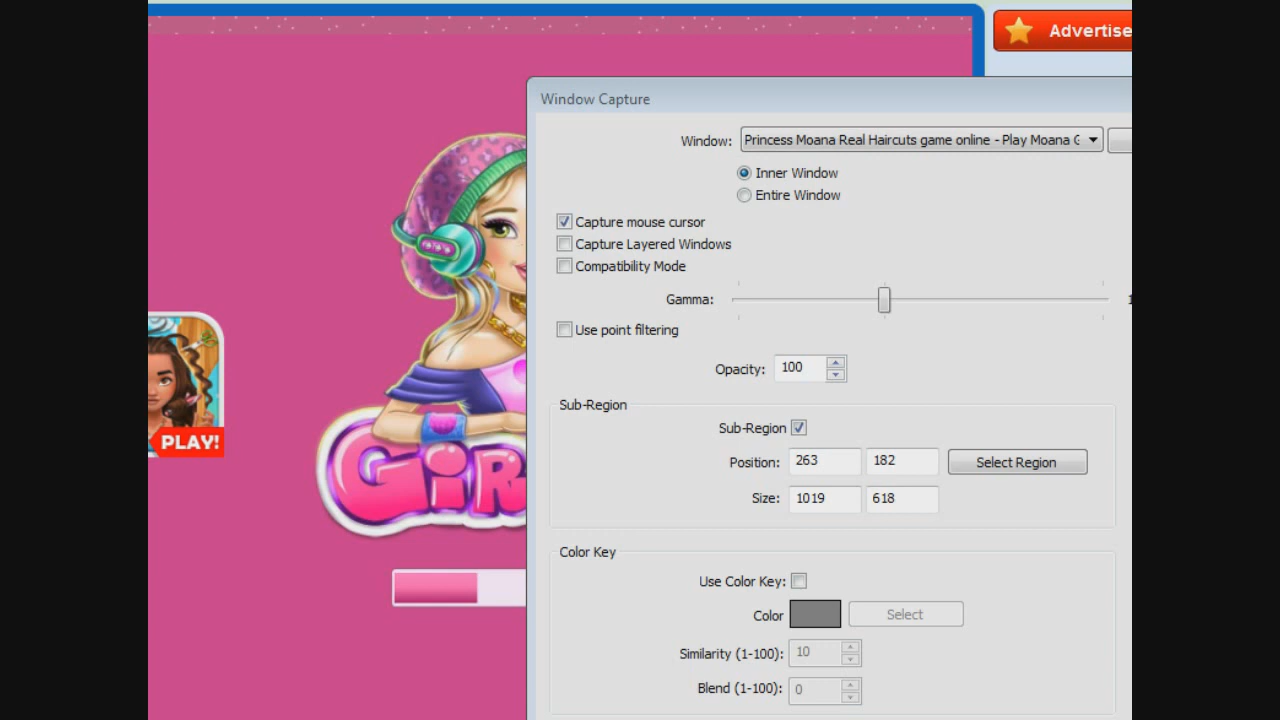 Advertise
Window Capture
Window: Princess Moana Real Haircuts game online - Play Moana G
Inner Window
Entire Window
Capture mouse cursor
Capture Layered Windows
Compatibility Mode
Gamma:
Use point filtering
Opacity: 100
PLAY!
Sub-Region
Sub-Region
Position: 263 182 Select Region
GiR
Size: 1019 618
Color Key
Use Color Key:
Color Select
Similarity (1-100): 10
Blend (1-100): 0